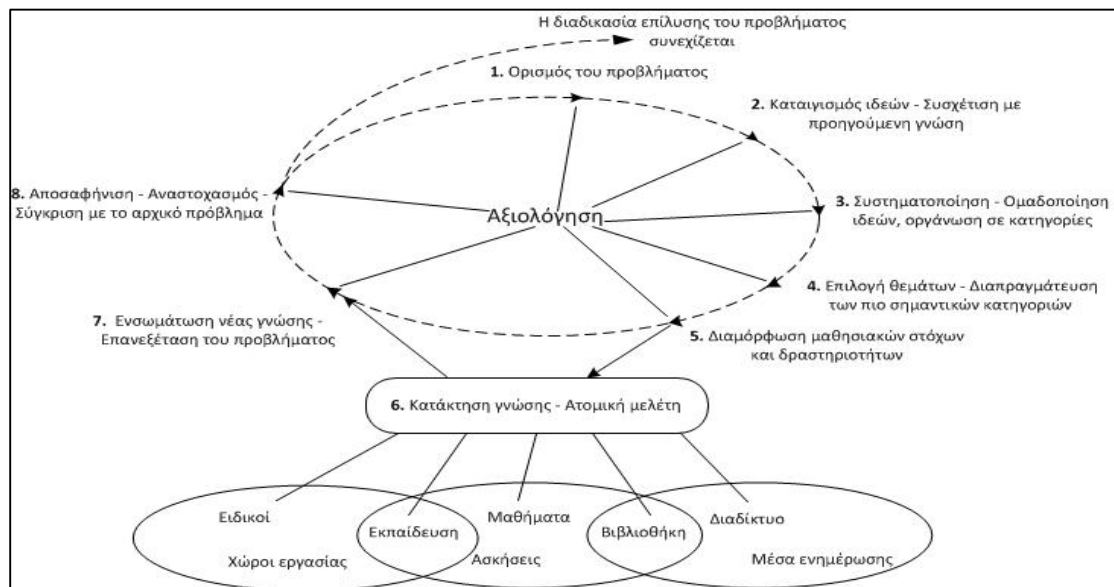 Η διαδικασία επίλυσης του προβλήματος
συνεχίζεται
1. Ορισμός του προβλήματος
2. Καταιγισμός ιδεών - Συσχέτιση με
προηγούμενη γνώση
3. Συστηματοποίηση - Ομαδοποίηση
ιδεών, οργάνωση σε κατηγορίες
4. Επιλογή θεμάτων - Διαπραγμάτευση
των πιο σημαντικών κατηγοριών
5. Διαμόρφωση μαθησιακών στόχων
και δραστηριοτήτων
6. Κατάκτηση γνώσης - Ατομική μελέτη
7. Ενσωμάτωση νέας γνώσης -
Επανεξέταση του προβλήματος
8. Αποσαφήνιση - Αναστοχασμός -
Σύγκριση με το αρχικό πρόβλημα
Αξιολόγηση
Ειδικοί
Χώροι εργασίας
Εκπαίδευση
Μαθήματα
Ασκήσεις
Βιβλιοθήκη
Διαδίκτυο
Μέσα ενημέρωσης